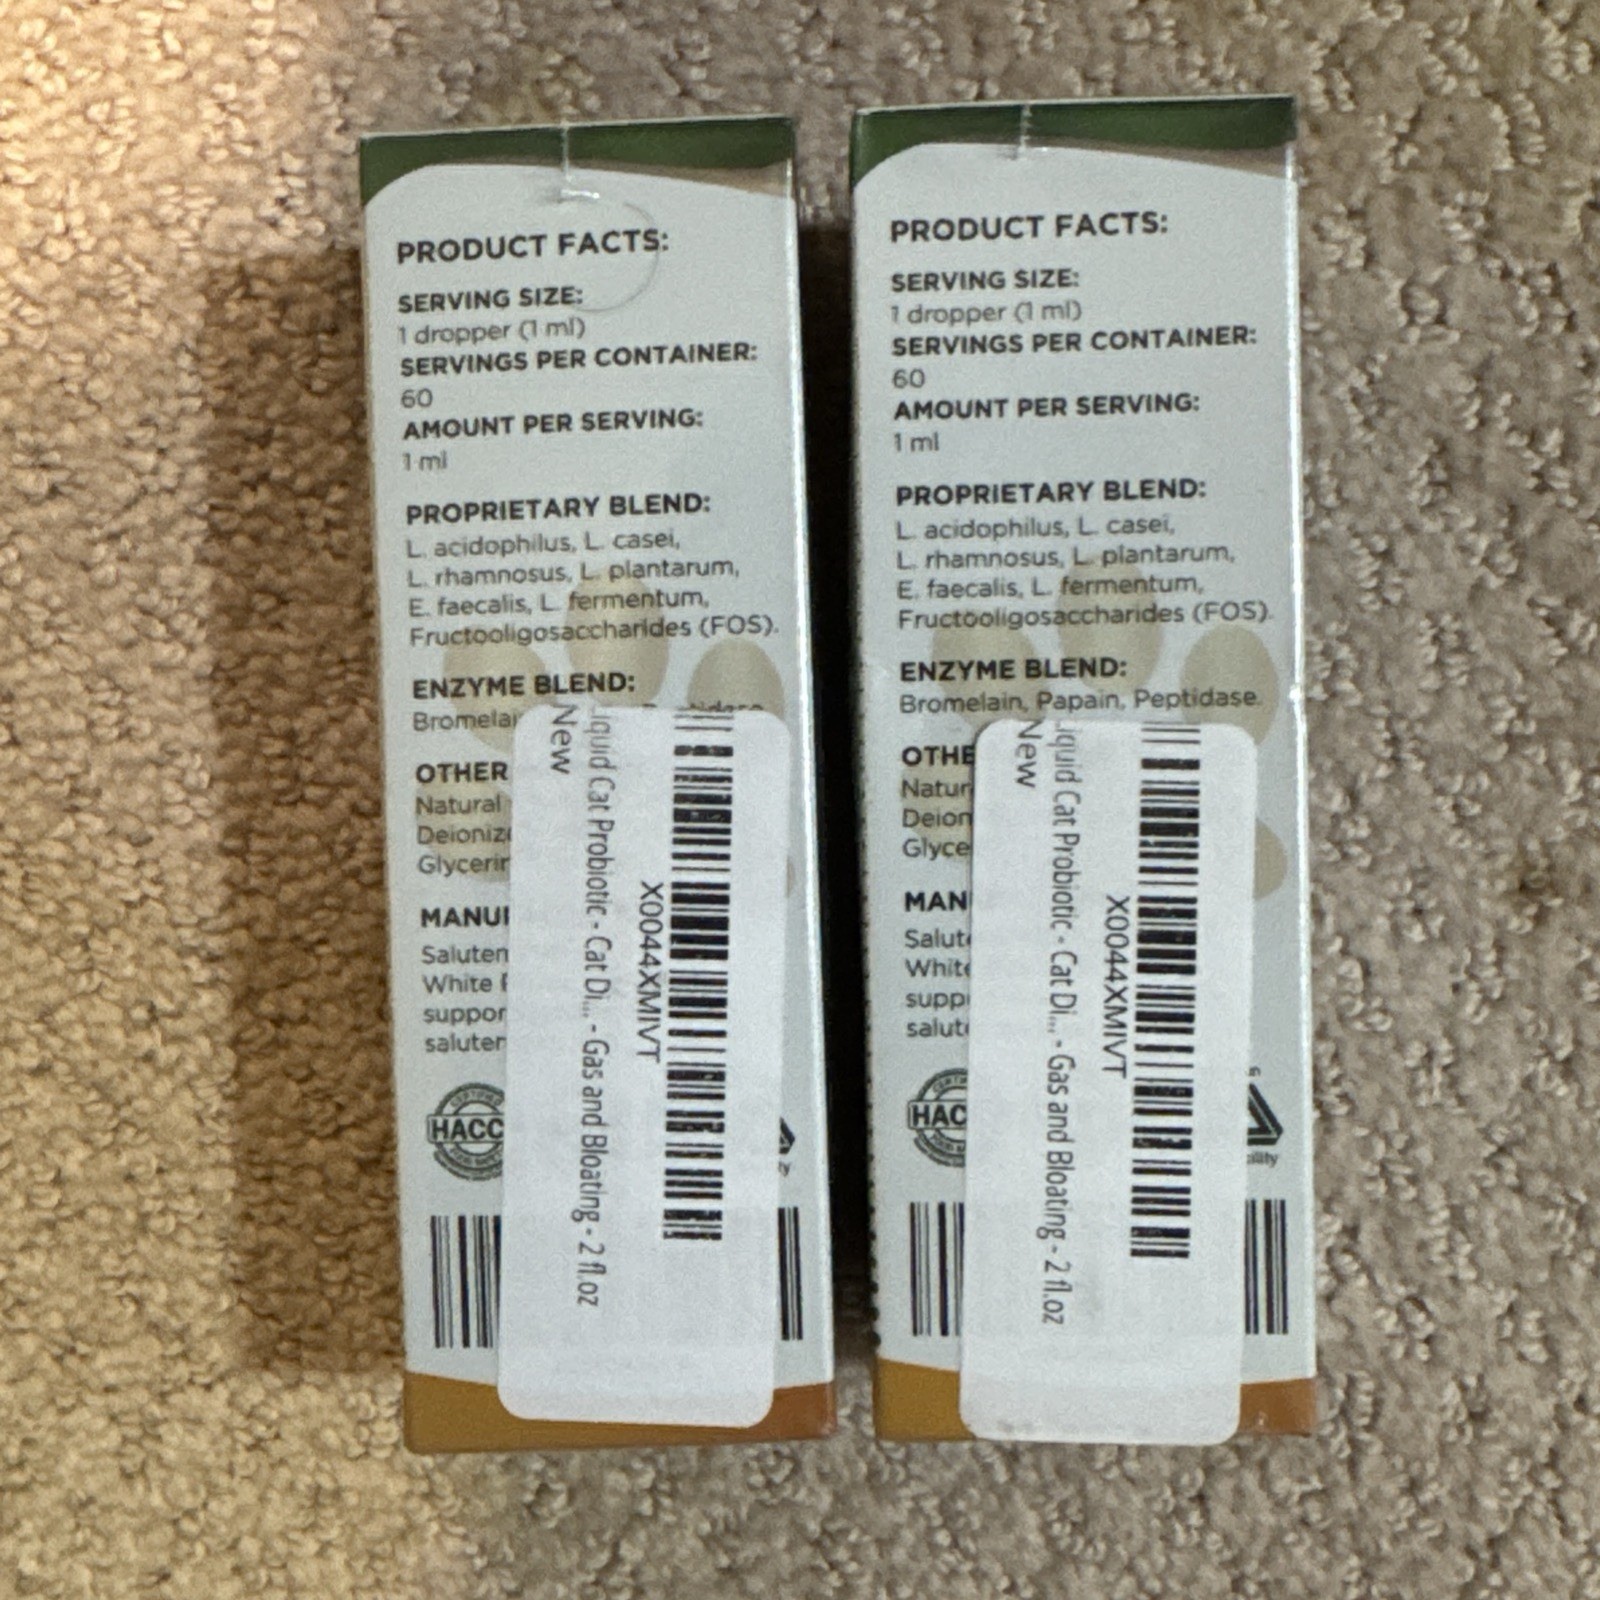 PRODUCT FACTS:
SERVING SIZE:
1 dropper (1 ml)
SERVINGS PER CONTAINER:
60
AMOUNT PER SERVING:
1 ml
PROPRIETARY BLEND:
L. acidophilus, L. casei,
L. rhamnosus, L. plantarum,
E. faecalis, L. fermentum,
Fructooligosaccharides (FOS).
ENZYME BLEND:
OTHER
Natural
White
X0044XMIVT
Cat Probiotic - Cat Di... - Gas and Bloating - 2 fl.oz
New
PRODUCT FACTS:
SERVING SIZE:
1 dropper (1 ml)
SERVINGS PER CONTAINER:
60
AMOUNT PER SERVING:
1 ml
PROPRIETARY BLEND:
L. acidophilus, L. casei,
L. rhamnosus, L. plantarum,
E. faecalis, L. fermentum,
Fructooligosaccharides (FOS).
ENZYME BLEND:
Bromelain, Papain, Peptidase.
X0044XMIVT
Cat Probiotic - Cat Di... - Gas and Bloating - 2 fl.oz
New